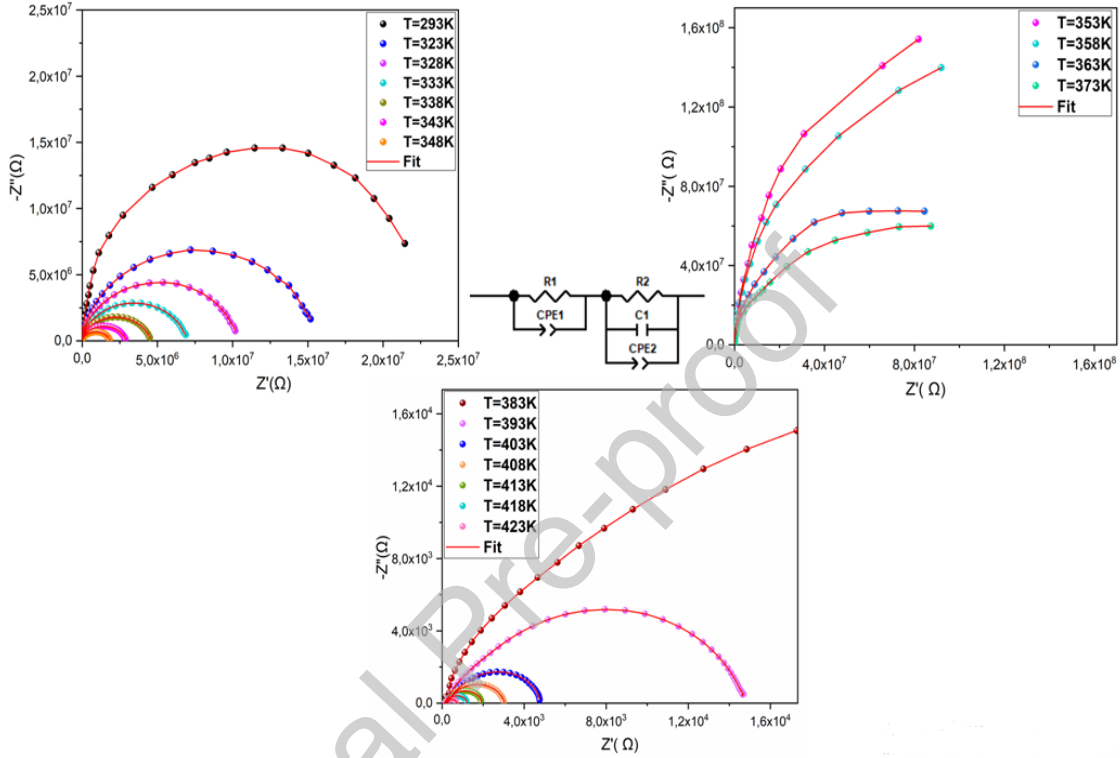 2,5x10⁷
2,0x10⁷
1,5x10⁷
1,0x10⁷
5,0x10⁶
0,0
-Z"(Ω)
0,0
5,0x10⁶
1,0x10⁷
1,5x10⁷
2,0x10⁷
2,5x10⁷
Z'(Ω)
T=293K
T=323K
T=328K
T=333K
T=338K
T=343K
T=348K
Fit
R1
CPE1
R2
C1
CPE2
1,6x10⁸
1,2x10⁸
8,0x10⁷
4,0x10⁷
0,0
-Z"( Ω)
0,0
4,0x10⁷
8,0x10⁷
1,2x10⁸
1,6x10⁸
Z'( Ω)
T=353K
T=358K
T=363K
T=373K
Fit
1,6x10⁴
1,2x10⁴
8,0x10³
4,0x10³
0,0
-Z"(Ω)
0,0
4,0x10³
8,0x10³
1,2x10⁴
1,6x10⁴
Z'( Ω)
T=383K
T=393K
T=403K
T=408K
T=413K
T=418K
T=423K
Fit
al Pre-proof